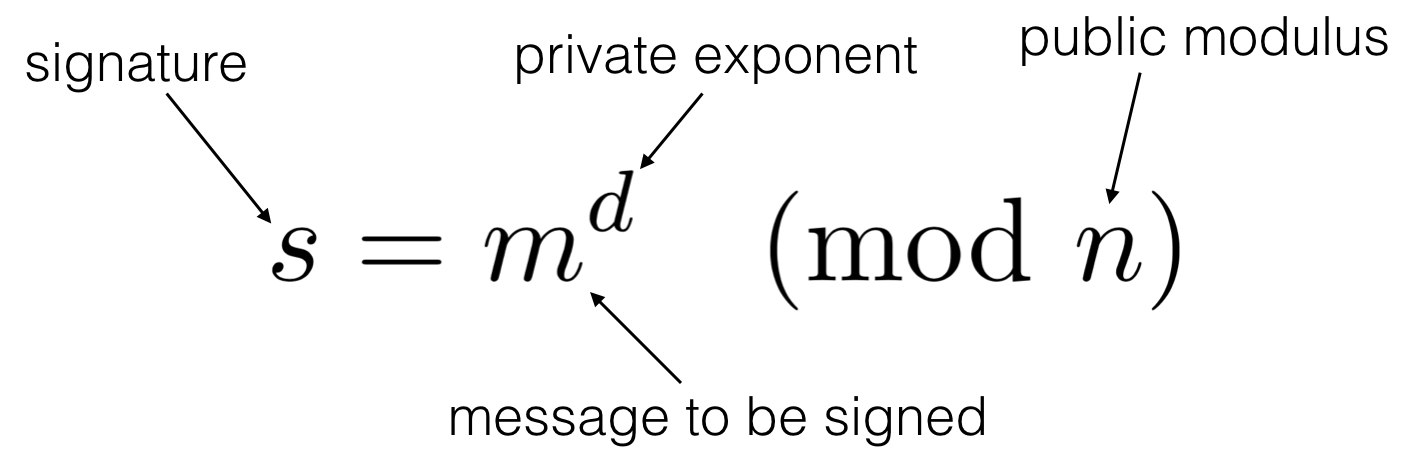 signature
private exponent
public modulus
s = m^d (mod n)
message to be signed